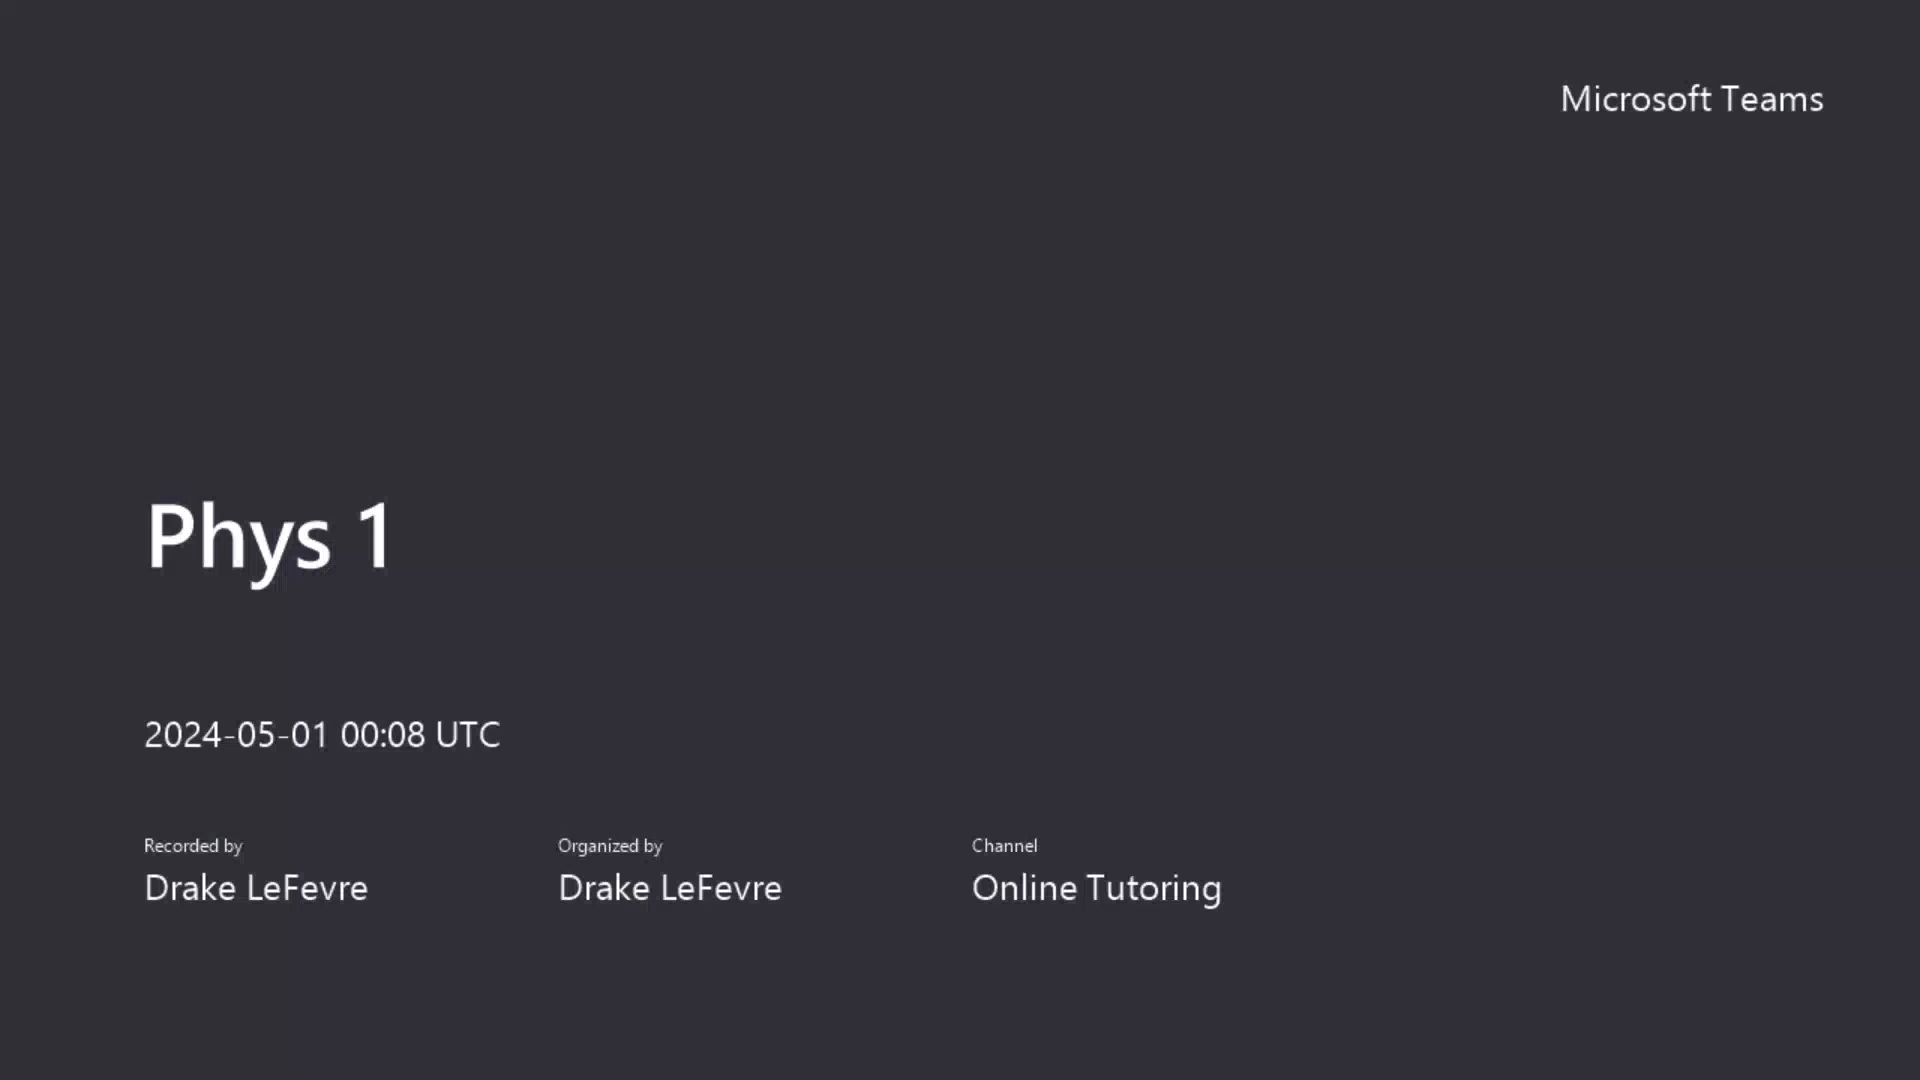 Microsoft Teams
Phys 1
2024-05-01 00:08 UTC
Recorded by
Drake LeFevre
Organized by
Drake LeFevre
Channel
Online Tutoring